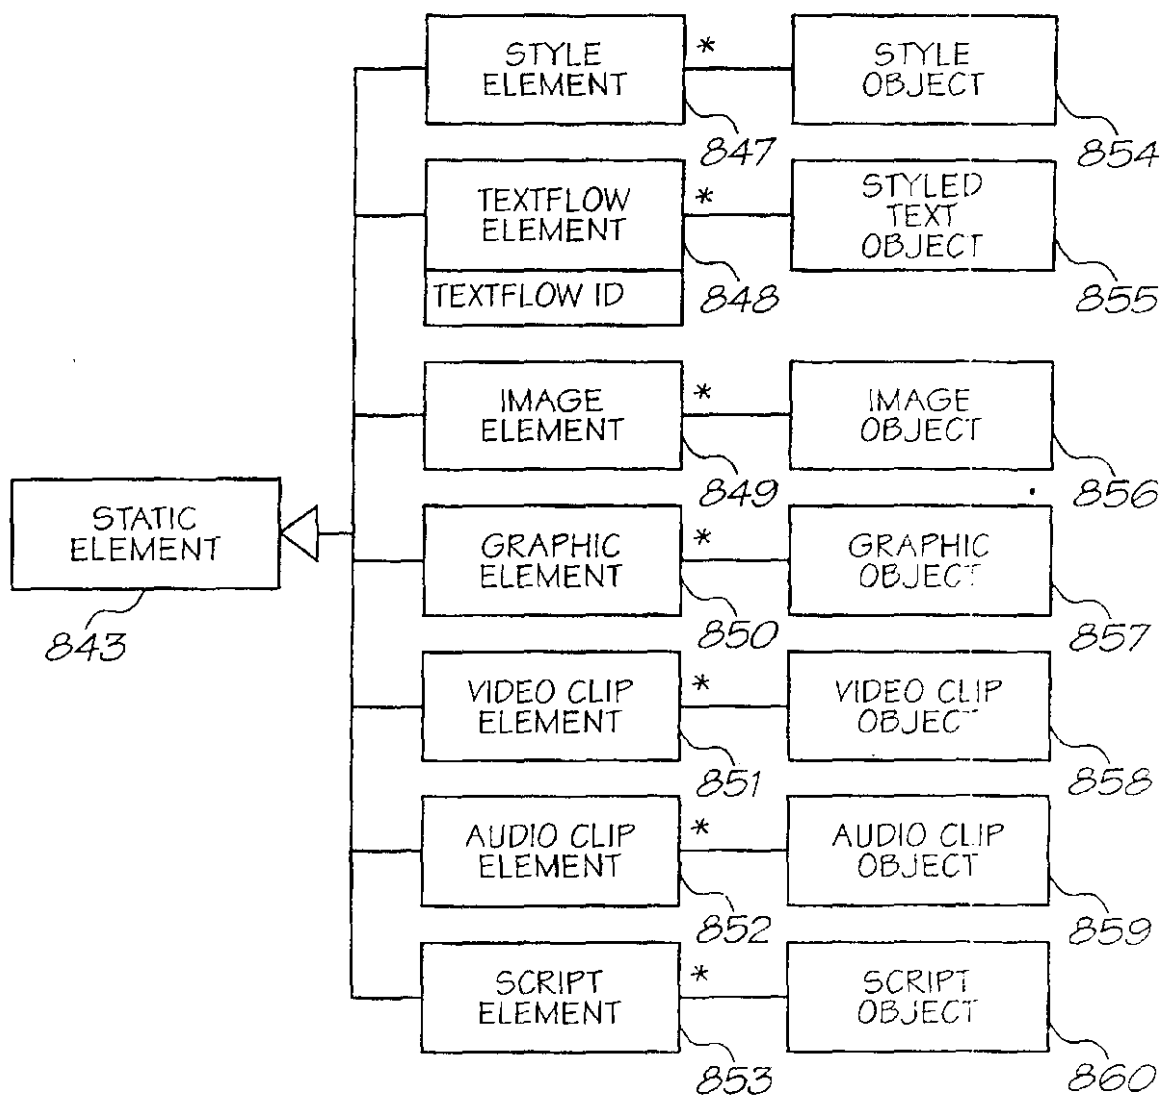 STYLE
ELEMENT
847
*
STYLE
OBJECT
854
TEXTFLOW
ELEMENT
848
TEXTFLOW ID
*
STYLED
TEXT
OBJECT
855
IMAGE
ELEMENT
849
*
IMAGE
OBJECT
856
STATIC
ELEMENT
843
GRAPHIC
ELEMENT
850
*
GRAPHIC
OBJECT
857
VIDEO CLIP
ELEMENT
851
*
VIDEO CLIP
OBJECT
858
AUDIO CLIP
ELEMENT
852
*
AUDIO CLIP
OBJECT
859
SCRIPT
ELEMENT
853
*
SCRIPT
OBJECT
860